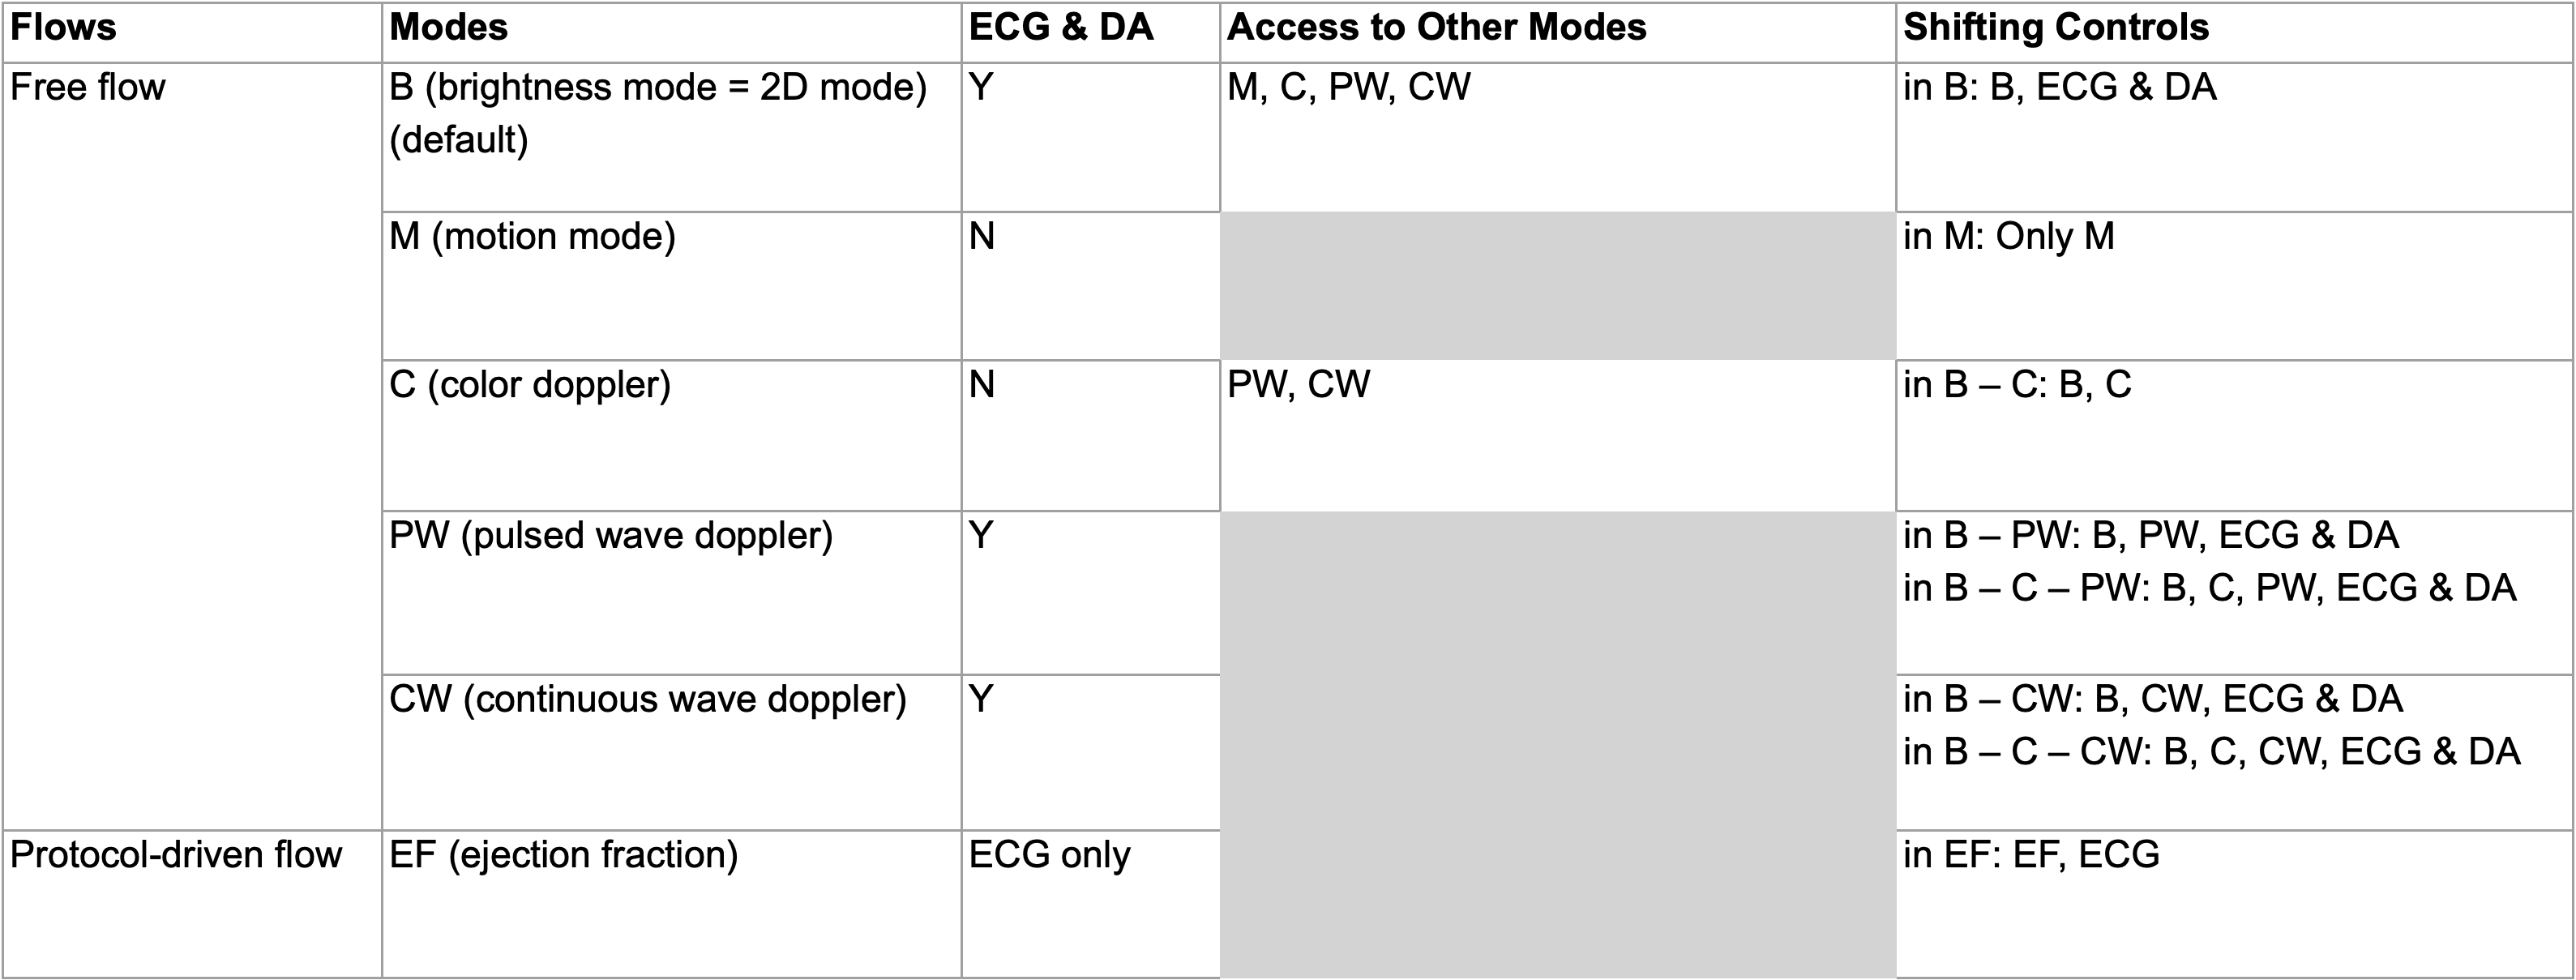 Flows Modes ECG & DA Access to Other Modes Shifting Controls
Free flow B (brightness mode = 2D mode) Y M, C, PW, CW in B: B, ECG & DA
(default)
M (motion mode) N in M: Only M
C (color doppler) N PW, CW in B – C: B, C
PW (pulsed wave doppler) Y in B – PW: B, PW, ECG & DA
in B – C – PW: B, C, PW, ECG & DA
CW (continuous wave doppler) Y in B – CW: B, CW, ECG & DA
in B – C – CW: B, C, CW, ECG & DA
Protocol-driven flow EF (ejection fraction) ECG only in EF: EF, ECG